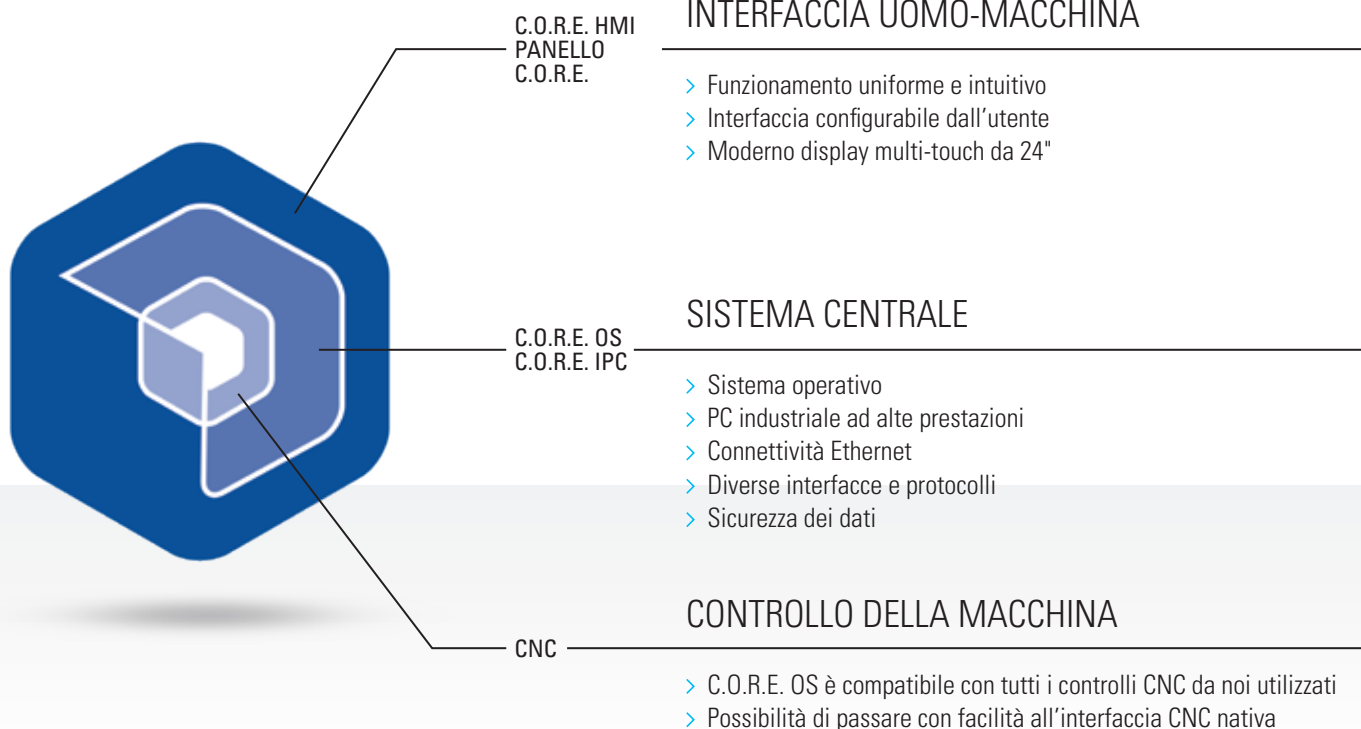 INTERFACCIA UOMO-MACCHINA
C.O.R.E. HMI
PANELLO
C.O.R.E.
> Funzionamento uniforme e intuitivo
> Interfaccia configurabile dall'utente
> Moderno display multi-touch da 24"
SISTEMA CENTRALE
C.O.R.E. OS
C.O.R.E. IPC
> Sistema operativo
> PC industriale ad alte prestazioni
> Connettività Ethernet
> Diverse interfacce e protocolli
> Sicurezza dei dati
CONTROLLO DELLA MACCHINA
CNC
> C.O.R.E. OS è compatibile con tutti i controlli CNC da noi utilizzati
> Possibilità di passare con facilità all'interfaccia CNC nativa